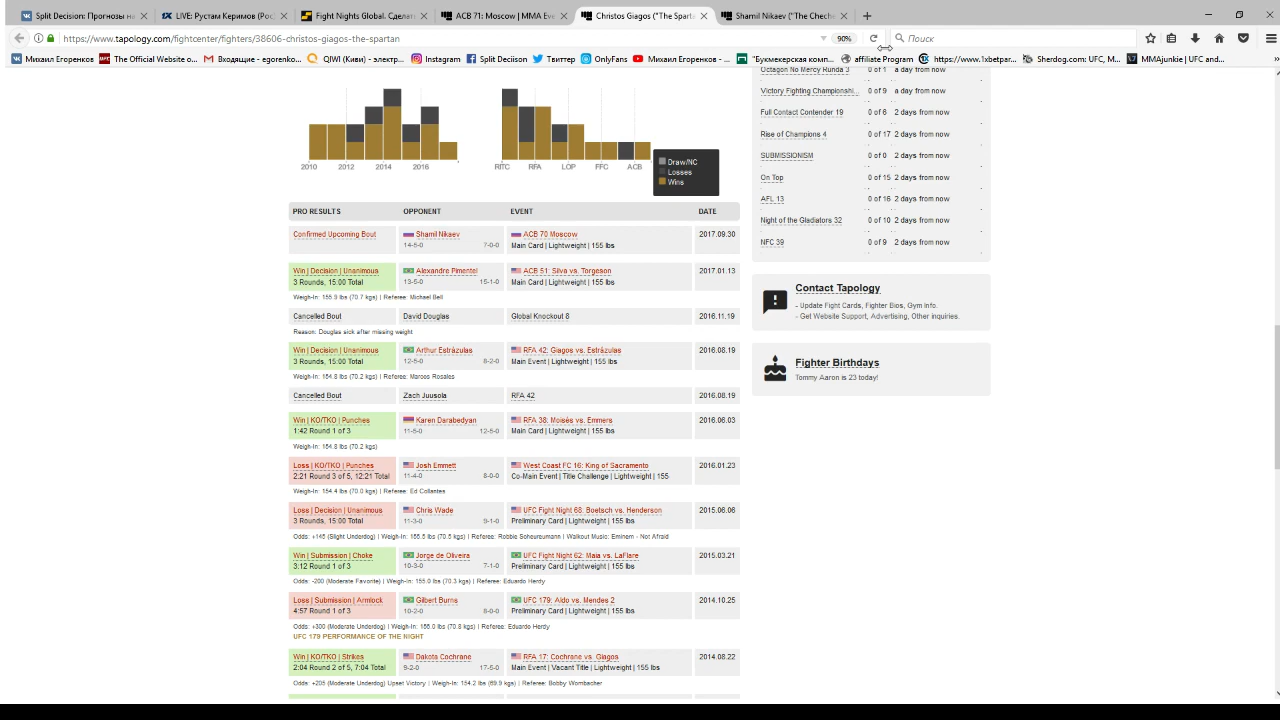 Split Decision: Прогнозы на
LIVE: Рустам Керимов (Рос
Fight Nights Global. Сделать
ACB 71: Moscow | MMA Eve
Christos Giagos ("The Sparta
Shamil Nikaev ("The Cheche
https://www.tapology.com/fightcenter/fighters/38606-christos-giagos-the-spartan
90%
Поиск
Михаил Егоренков
The Official Website o...
Входящие - egorenko...
QIWI (Киви) - электр...
Instagram
Split Decision
Твиттер
OnlyFans
Михаил Егоренков - ...
"Букмекерская комп...
affiliate Program
https://www.1xbetpar...
Sherdog.com: UFC, M...
MMAjunkie | UFC and...
Octagon No Mercy Runda 3 0 of 1 a day from now
Victory Fighting Championshi... 0 of 9 a day from now
Full Contact Contender 19 0 of 6 2 days from now
Rise of Champions 4 0 of 17 2 days from now
SUBMISSIONISM 0 of 0 2 days from now
On Top 0 of 15 2 days from now
AFL 13 0 of 16 2 days from now
Night of the Gladiators 32 0 of 10 2 days from now
NFC 39 0 of 9 2 days from now
Contact Tapology
- Update Fight Cards, Fighter Bios, Gym Info.
- Get Website Support, Advertising, Other inquiries.
Fighter Birthdays
Tommy Aaron is 23 today!
2010 2012 2014 2016
RITC RFA LOP FFC ACB
Draw/NC
Losses
Wins
PRO RESULTS OPPONENT EVENT DATE
Confirmed Upcoming Bout Shamil Nikaev ACB 70 Moscow 2017.09.30
14-5-0 7-0-0 Main Card | Lightweight | 155 lbs
Win | Decision | Unanimous Alexandre Pimentel ACB 51: Silva vs. Torgeson 2017.01.13
3 Rounds, 15:00 Total 13-5-0 15-1-0 Main Card | Lightweight | 155 lbs
Weigh-In: 155.9 lbs (70.7 kgs) | Referee: Michael Bell
Cancelled Bout David Douglas Global Knockout 8 2016.11.19
Reason: Douglas sick after missing weight
Win | Decision | Unanimous Arthur Estrázulas RFA 42: Giagos vs. Estrázulas 2016.08.19
3 Rounds, 15:00 Total 12-5-0 8-2-0 Main Event | Lightweight | 155 lbs
Weigh-In: 154.8 lbs (70.2 kgs) | Referee: Marcos Rosales
Cancelled Bout Zach Juusola RFA 42 2016.08.19
Win | KO/TKO | Punches Karen Darabedyan RFA 38: Moisés vs. Emmers 2016.06.03
1:42 Round 1 of 3 11-5-0 12-5-0 Main Card | Lightweight | 155 lbs
Weigh-In: 154.8 lbs (70.2 kgs)
Loss | KO/TKO | Punches Josh Emmett West Coast FC 16: King of Sacramento 2016.01.23
2:21 Round 3 of 5, 12:21 Total 11-4-0 8-0-0 Co-Main Event | Title Challenge | Lightweight | 155
Weigh-In: 154.4 lbs (70.0 kgs) | Referee: Ed Collantes
Loss | Decision | Unanimous Chris Wade UFC Fight Night 68: Boetsch vs. Henderson 2015.06.06
3 Rounds, 15:00 Total 11-3-0 9-1-0 Preliminary Card | Lightweight | 155 lbs
Odds: +145 (Slight Underdog) | Weigh-In: 155.5 lbs (70.5 kgs) | Referee: Robbie Scheureumann | Walkout Music: Eminem - Not Afraid
Win | Submission | Choke Jorge de Oliveira UFC Fight Night 62: Maia vs. LaFlare 2015.03.21
3:12 Round 1 of 3 10-3-0 7-1-0 Preliminary Card | Lightweight | 155 lbs
Odds: -200 (Moderate Favorite) | Weigh-In: 155.0 lbs (70.3 kgs) | Referee: Eduardo Herdy
Loss | Submission | Armlock Gilbert Burns UFC 179: Aldo vs. Mendes 2 2014.10.25
4:57 Round 1 of 3 10-2-0 8-0-0 Preliminary Card | Lightweight | 155 lbs
Odds: +300 (Moderate Underdog) | Weigh-In: 156.0 lbs (70.8 kgs) | Referee: Eduardo Herdy
UFC 179 PERFORMANCE OF THE NIGHT
Win | KO/TKO | Strikes Dakota Cochrane RFA 17: Cochrane vs. Giagos 2014.08.22
2:04 Round 2 of 5, 7:04 Total 9-2-0 17-5-0 Main Event | Vacant Title | Lightweight | 155 lbs
Odds: +205 (Moderate Underdog) Upset Victory | Weigh-In: 154.2 lbs (69.9 kgs) | Referee: Bobby Wombacher